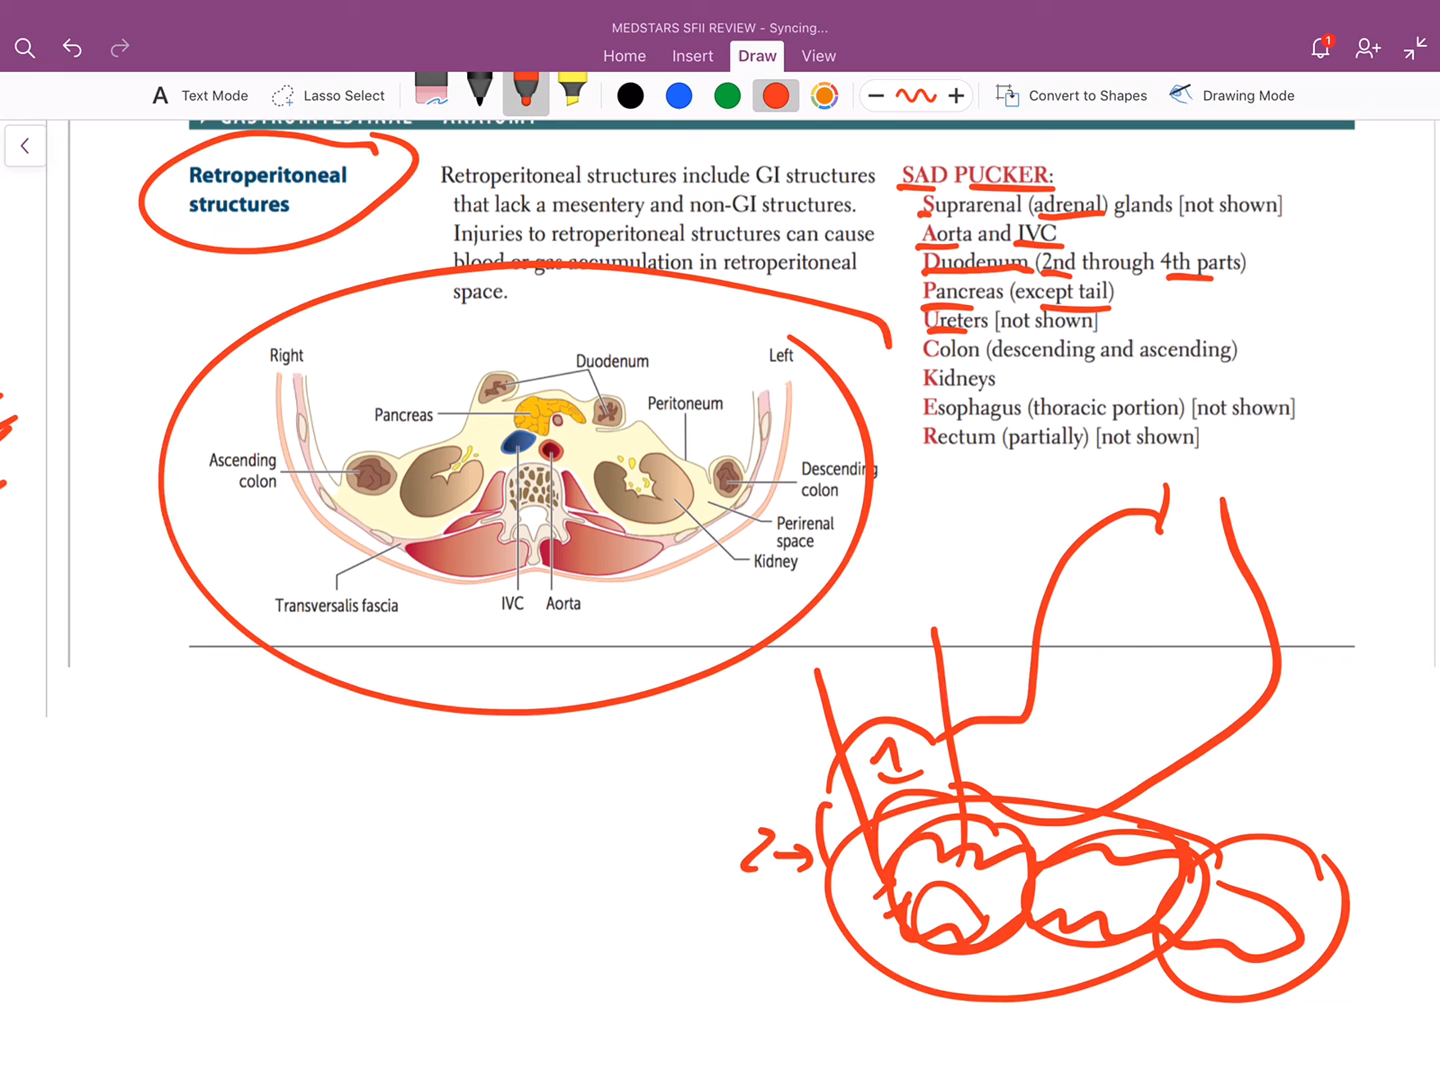 MEDSTARS SFII REVIEW - Syncing...
Home Insert Draw View
1
A Text Mode Lasso Select Convert to Shapes Drawing Mode
GASTROINTESTINAL ANATOMY
Retroperitoneal
structures
Retroperitoneal structures include GI structures
that lack a mesentery and non-GI structures.
Injuries to retroperitoneal structures can cause
blood or gas accumulation in retroperitoneal
space.
SAD PUCKER:
Suprarenal (adrenal) glands [not shown]
Aorta and IVC
Duodenum (2nd through 4th parts)
Pancreas (except tail)
Ureters [not shown]
Colon (descending and ascending)
Kidneys
Esophagus (thoracic portion) [not shown]
Rectum (partially) [not shown]
Right
Left
Duodenum
Pancreas
Peritoneum
Ascending
colon
Descending
colon
Perirenal
space
Kidney
Transversalis fascia
IVC
Aorta
1
2→